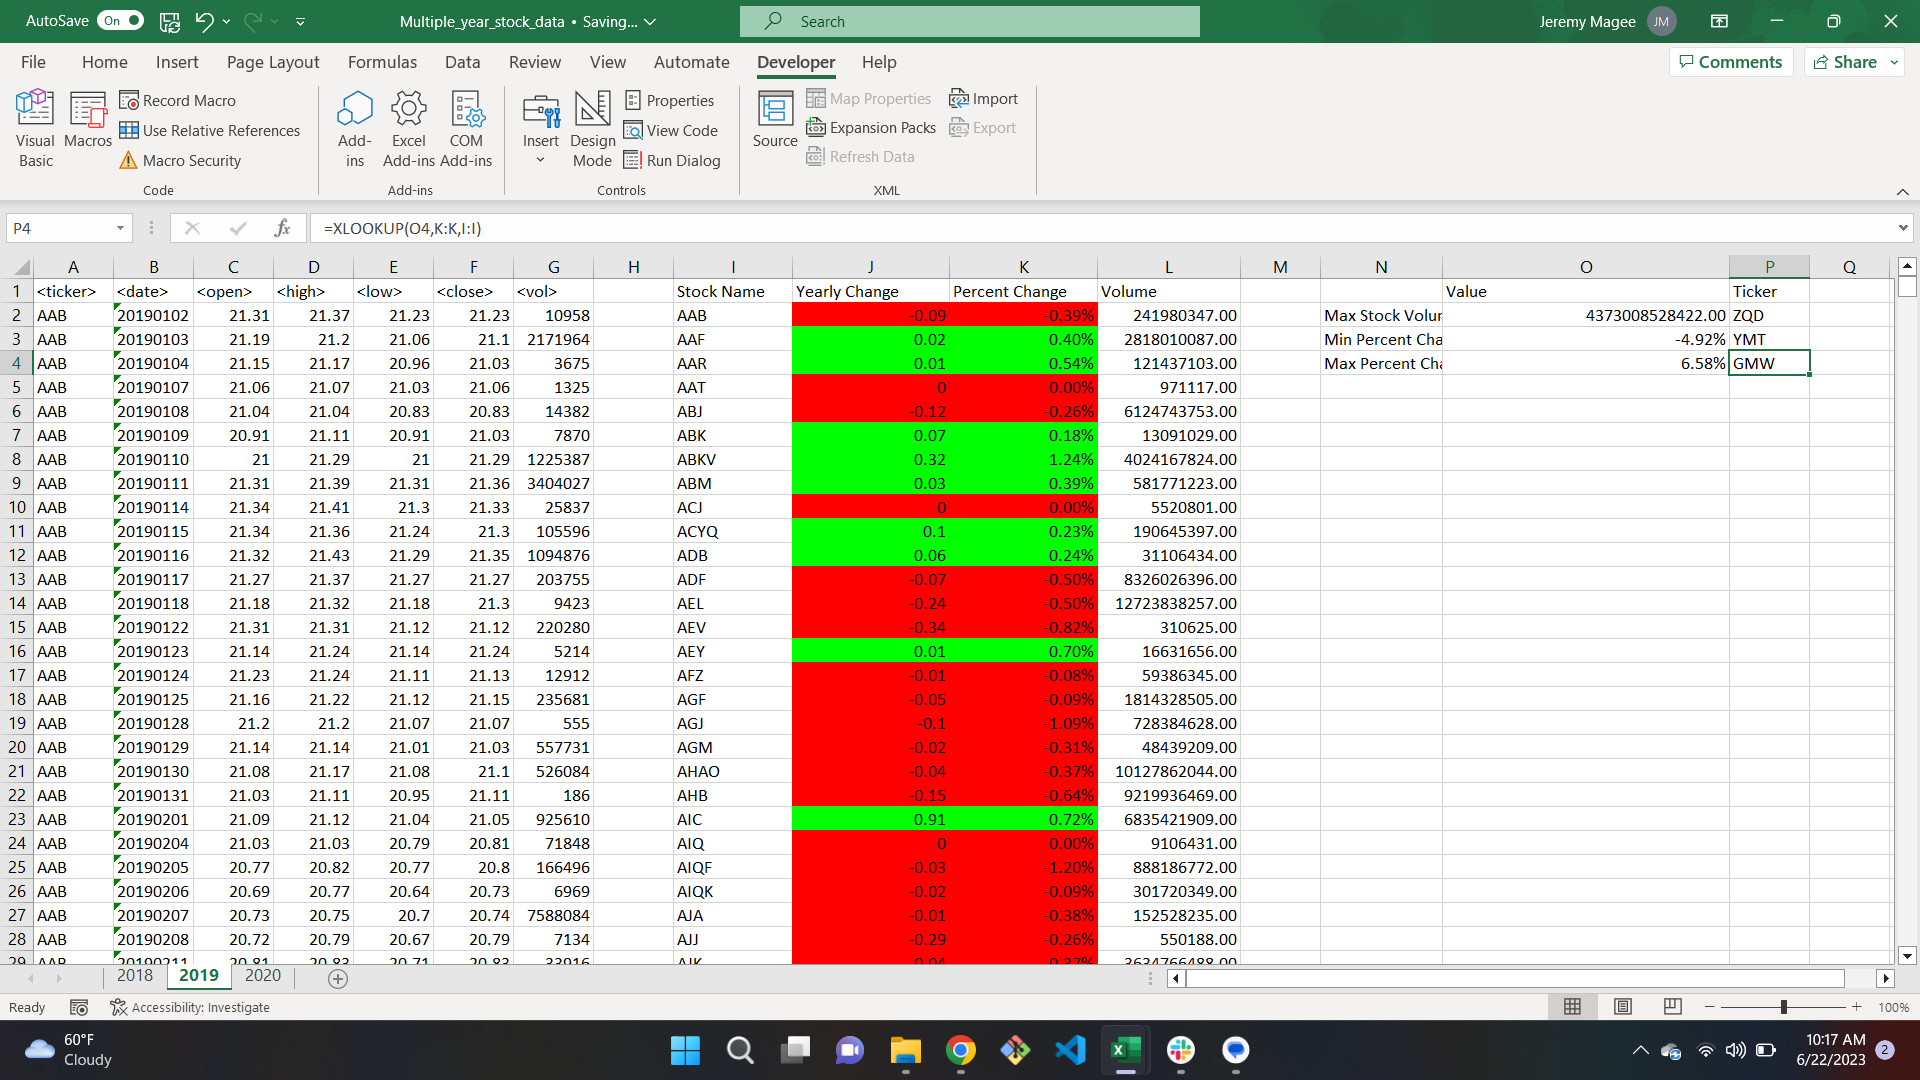 AutoSave On Multiple_year_stock_data • Saving... Search Jeremy Magee JM
File Home Insert Page Layout Formulas Data Review View Automate Developer Help Comments Share
Visual Basic Macros Record Macro Use Relative References Macro Security
Add-ins Excel Add-ins COM Add-ins
Insert Design Mode Properties View Code Run Dialog
Source Map Properties Expansion Packs Refresh Data Import Export
Code Add-ins Controls XML
P4 fx =XLOOKUP(O4,K:K,I:I)
A B C D E F G H I J K L M N O P Q
1 <ticker> <date> <open> <high> <low> <close> <vol> Stock Name Yearly Change Percent Change Volume Value Ticker
2 AAB 20190102 21.31 21.37 21.23 21.23 10958 AAB -0.09 -0.39% 241980347.00 Max Stock Volur 4373008528422.00 ZQD
3 AAB 20190103 21.19 21.2 21.06 21.1 2171964 AAF 0.02 0.40% 2818010087.00 Min Percent Cha -4.92% YMT
4 AAB 20190104 21.15 21.17 20.96 21.03 3675 AAR 0.01 0.54% 121437103.00 Max Percent Cha 6.58% GMW
5 AAB 20190107 21.06 21.07 21.03 21.06 1325 AAT 0 0.00% 971117.00
6 AAB 20190108 21.04 21.04 20.83 20.83 14382 ABJ -0.12 -0.26% 6124743753.00
7 AAB 20190109 20.91 21.11 20.91 21.03 7870 ABK 0.07 0.18% 13091029.00
8 AAB 20190110 21 21.29 21 21.29 1225387 ABKV 0.32 1.24% 4024167824.00
9 AAB 20190111 21.31 21.39 21.31 21.36 3404027 ABM 0.03 0.39% 581771223.00
10 AAB 20190114 21.34 21.41 21.3 21.33 25837 ACJ 0 0.00% 5520801.00
11 AAB 20190115 21.34 21.36 21.24 21.3 105596 ACYQ 0.1 0.23% 190645397.00
12 AAB 20190116 21.32 21.43 21.29 21.35 1094876 ADB 0.06 0.24% 31106434.00
13 AAB 20190117 21.27 21.37 21.27 21.27 203755 ADF -0.07 -0.50% 8326026396.00
14 AAB 20190118 21.18 21.32 21.18 21.3 9423 AEL -0.24 -0.50% 12723838257.00
15 AAB 20190122 21.31 21.31 21.12 21.12 220280 AEV -0.34 -0.82% 310625.00
16 AAB 20190123 21.14 21.24 21.14 21.24 5214 AEY 0.01 0.70% 16631656.00
17 AAB 20190124 21.23 21.24 21.11 21.13 12912 AFZ -0.01 -0.08% 59386345.00
18 AAB 20190125 21.16 21.22 21.12 21.15 235681 AGF -0.05 -0.09% 1814328505.00
19 AAB 20190128 21.2 21.2 21.07 21.07 555 AGJ -0.1 -1.09% 728384628.00
20 AAB 20190129 21.14 21.14 21.01 21.03 557731 AGM -0.02 -0.31% 48439209.00
21 AAB 20190130 21.08 21.17 21.08 21.1 526084 AHAO -0.04 -0.37% 10127862044.00
22 AAB 20190131 21.03 21.11 20.95 21.11 186 AHB -0.15 -0.64% 9219936469.00
23 AAB 20190201 21.09 21.12 21.04 21.05 925610 AIC 0.91 0.72% 6835421909.00
24 AAB 20190204 21.03 21.03 20.79 20.81 71848 AIQ 0 0.00% 9106431.00
25 AAB 20190205 20.77 20.82 20.77 20.8 166496 AIQF -0.03 -1.20% 888186772.00
26 AAB 20190206 20.69 20.77 20.64 20.73 6969 AIQK -0.02 -0.09% 301720349.00
27 AAB 20190207 20.73 20.75 20.7 20.74 7588084 AJA -0.01 -0.38% 152528235.00
28 AAB 20190208 20.72 20.79 20.67 20.79 7134 AJJ -0.29 -0.26% 550188.00
29 AAB 20190211 20.81 20.83 20.71 20.83 33916 AJK
2018 2019 2020
Ready Accessibility: Investigate 100%
60°F
Cloudy
10:17 AM
6/22/2023 2